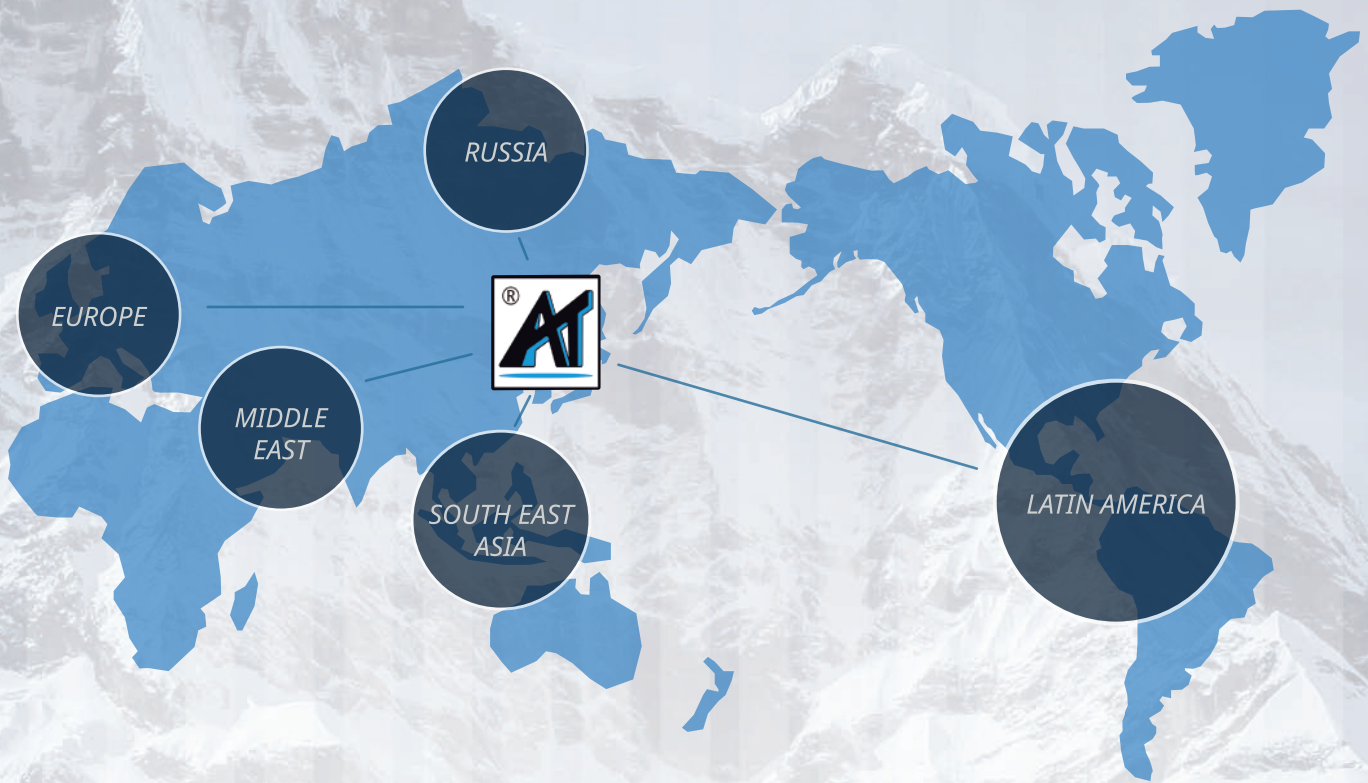 RUSSIA
®
AT
EUROPE
MIDDLE
EAST
SOUTH EAST
ASIA
LATIN AMERICA